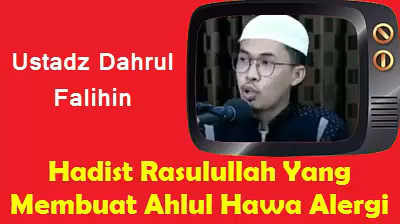 Ustadz Dahrul
Falihin
Hadist Rasulullah Yang
Membuat Ahlul Hawa Alergi